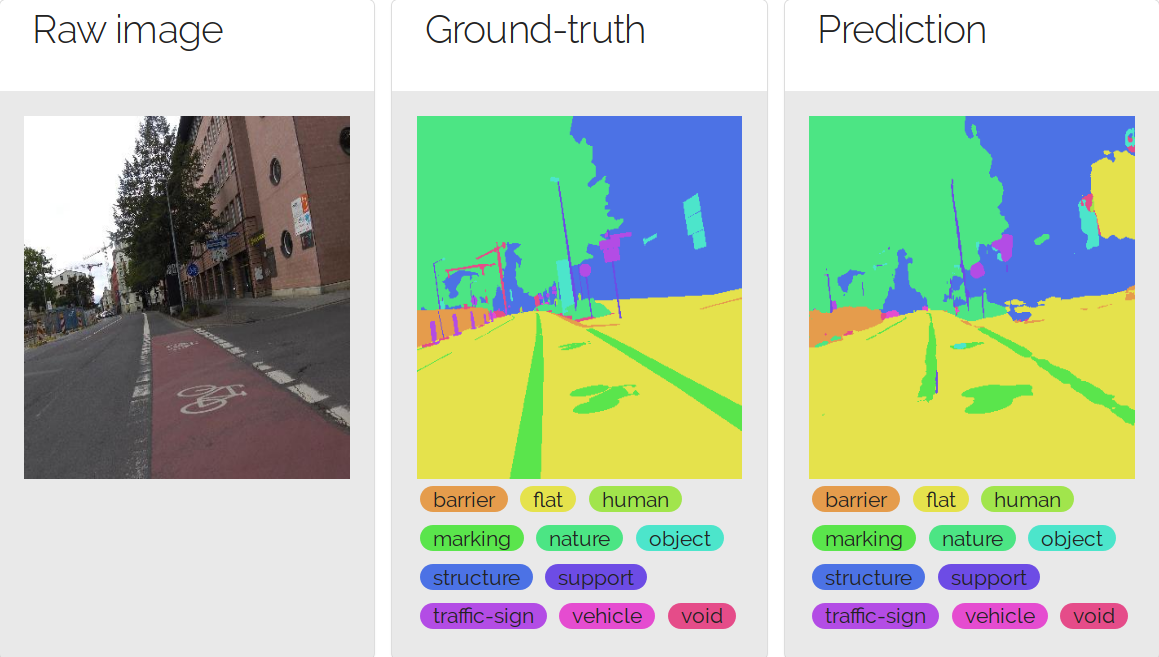 Raw image
Ground-truth
Prediction
barrier flat human
marking nature object
structure support
traffic-sign vehicle void
barrier flat human
marking nature object
structure support
traffic-sign vehicle void